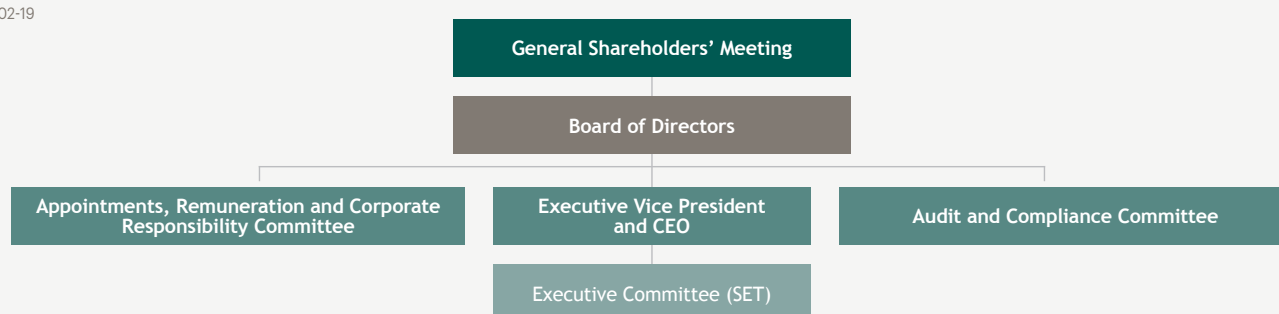 02-19
General Shareholders’ Meeting
Board of Directors
Appointments, Remuneration and Corporate
Responsibility Committee
Executive Vice President
and CEO
Audit and Compliance Committee
Executive Committee (SET)